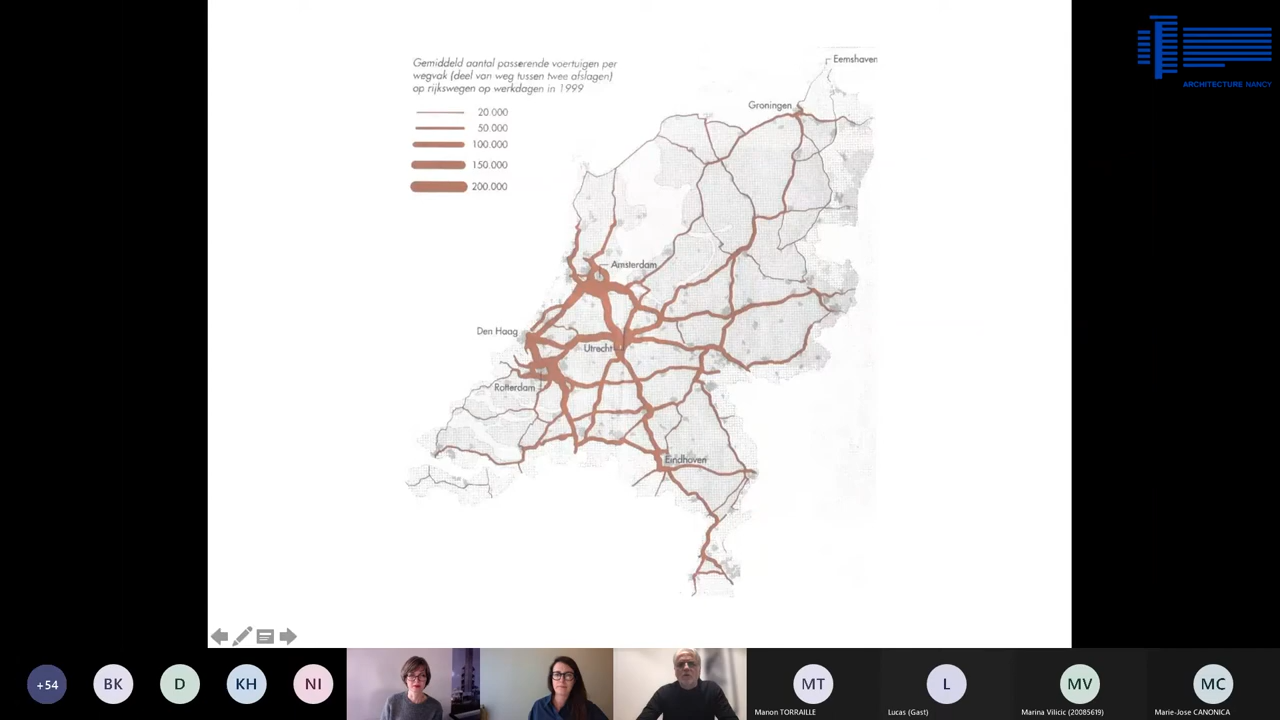 Gemiddeld aantal passerende voertuigen per
wegvak (deel van weg tussen twee afslagen)
op rijkswegen op werkdagen in 1999
20.000
50 000
100.000
150.000
200.000
Eemshaven
Groningen
Amsterdam
Den Haag
Utrecht
Rotterdam
Eindhoven
ARCHITECTURE NANCY
+54
BK
D
KH
NI
MT
L
MV
MC
Manon TORRAILLE
Lucas (Gast)
Marina Vilicic (20085619)
Marie-Jose CANONICA